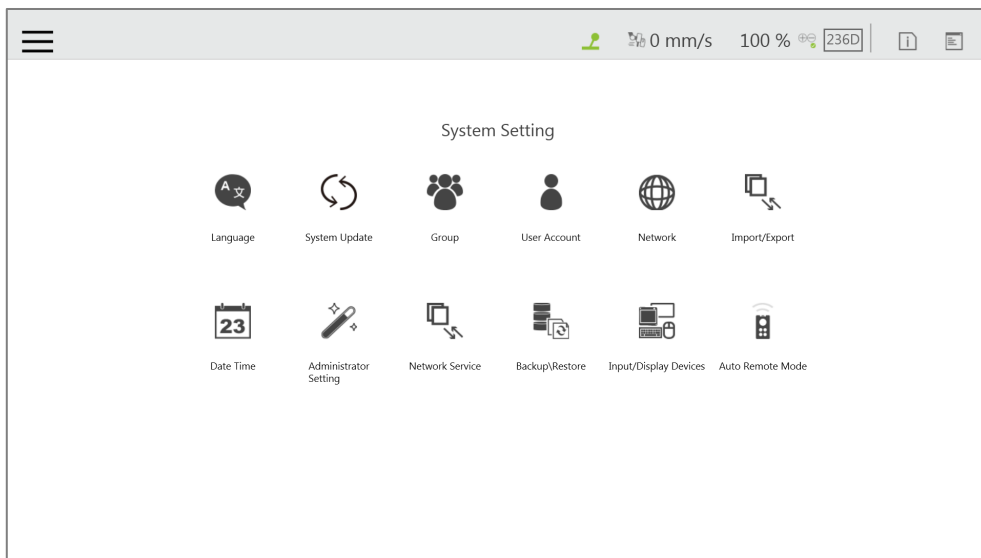 0 mm/s 100 % 236D
System Setting
A 文
Language System Update Group User Account Network Import/Export
23
Date Time Administrator Setting Network Service Backup\Restore Input/Display Devices Auto Remote Mode